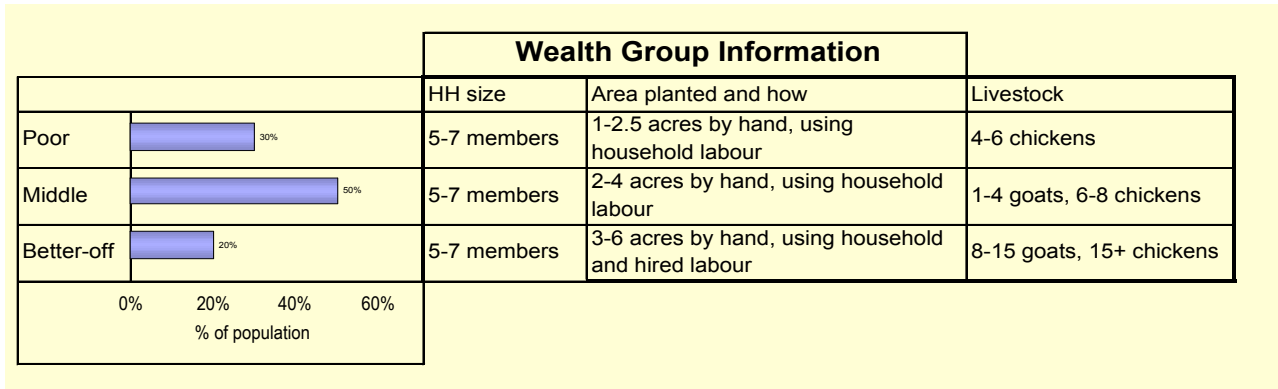 Wealth Group Information
HH size
Area planted and how
Livestock
Poor
30%
5-7 members
1-2.5 acres by hand, using
household labour
4-6 chickens
Middle
50%
5-7 members
2-4 acres by hand, using household
labour
1-4 goats, 6-8 chickens
Better-off
20%
5-7 members
3-6 acres by hand, using household
and hired labour
8-15 goats, 15+ chickens
0% 20% 40% 60%
% of population